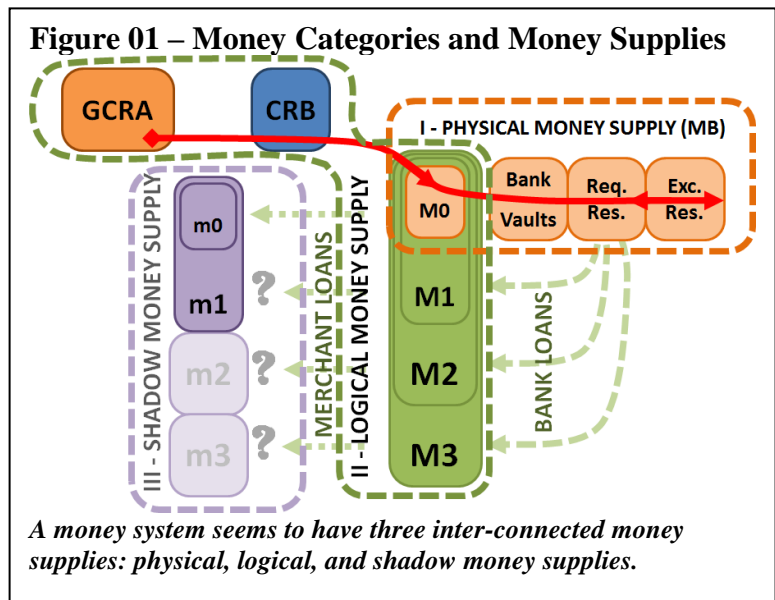 Figure 01 – Money Categories and Money Supplies
GCRA
CRB
I - PHYSICAL MONEY SUPPLY (MB)
M0
Bank
Vaults
Req.
Res.
Exc.
Res.
III - SHADOW MONEY SUPPLY
m0
m1
?
m2
?
m3
?
MERCHANT LOANS
II - LOGICAL MONEY SUPPLY
M1
M2
M3
BANK LOANS
A money system seems to have three inter-connected money
supplies: physical, logical, and shadow money supplies.